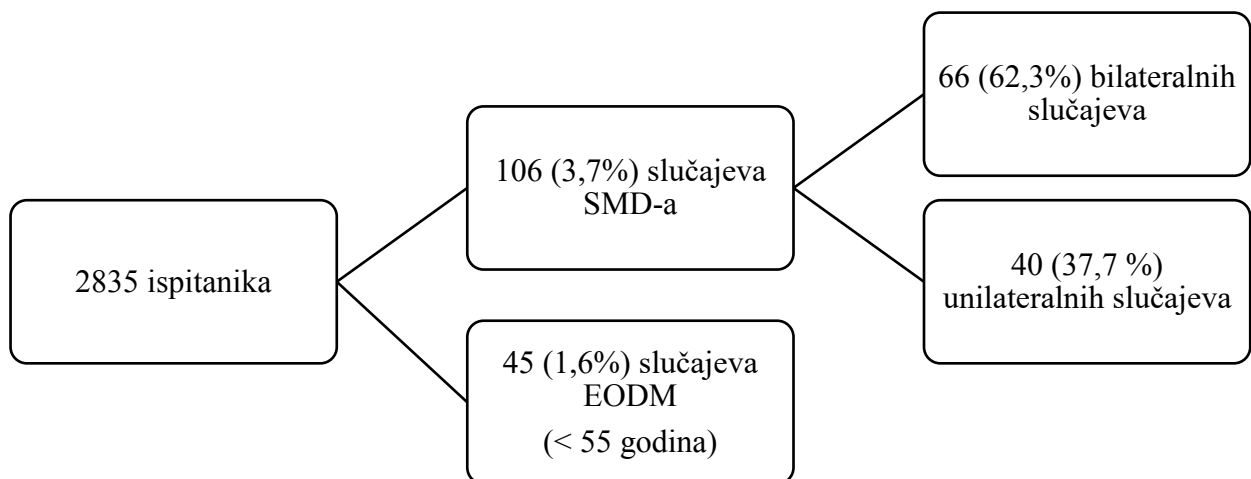 2835 ispitanika
106 (3,7%) slučajeva
SMD-a
45 (1,6%) slučajeva
EODM
(< 55 godina)
66 (62,3%) bilateralnih
slučajeva
40 (37,7 %)
unilateralnih slučajeva